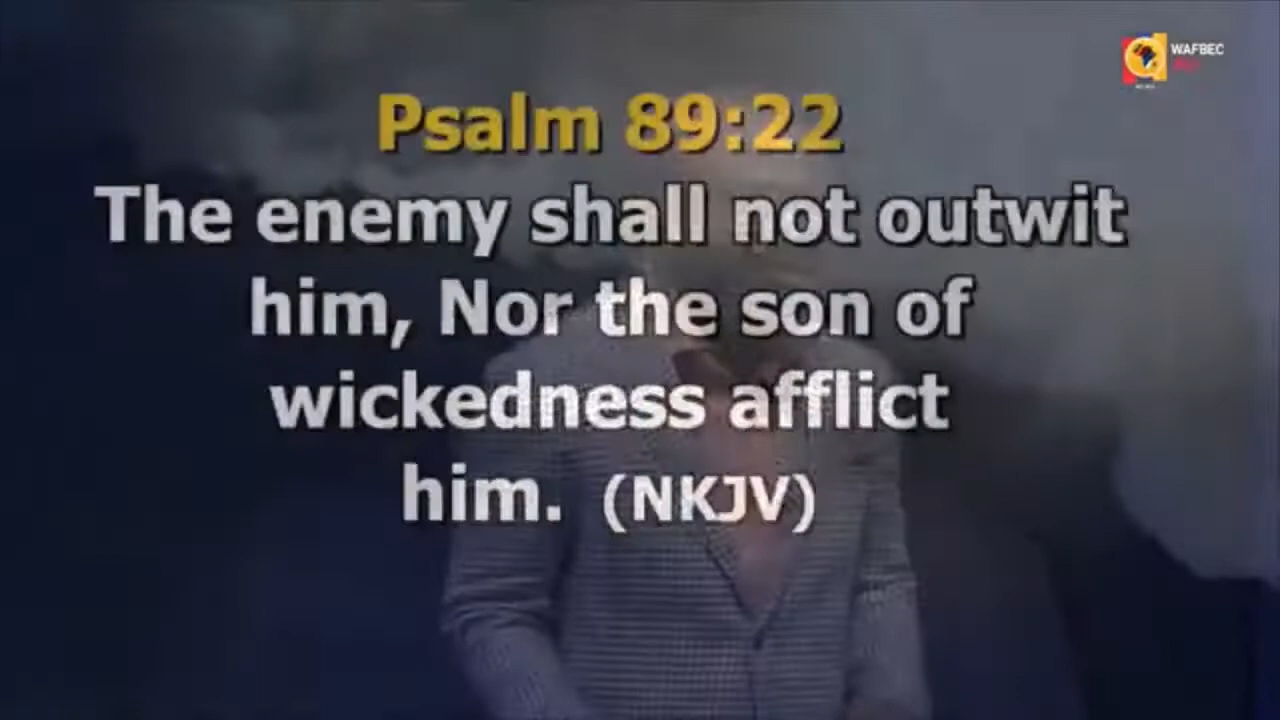 WAFBEC
Psalm 89:22
The enemy shall not outwit
him, Nor the son of
wickedness afflict
him. (NKJV)